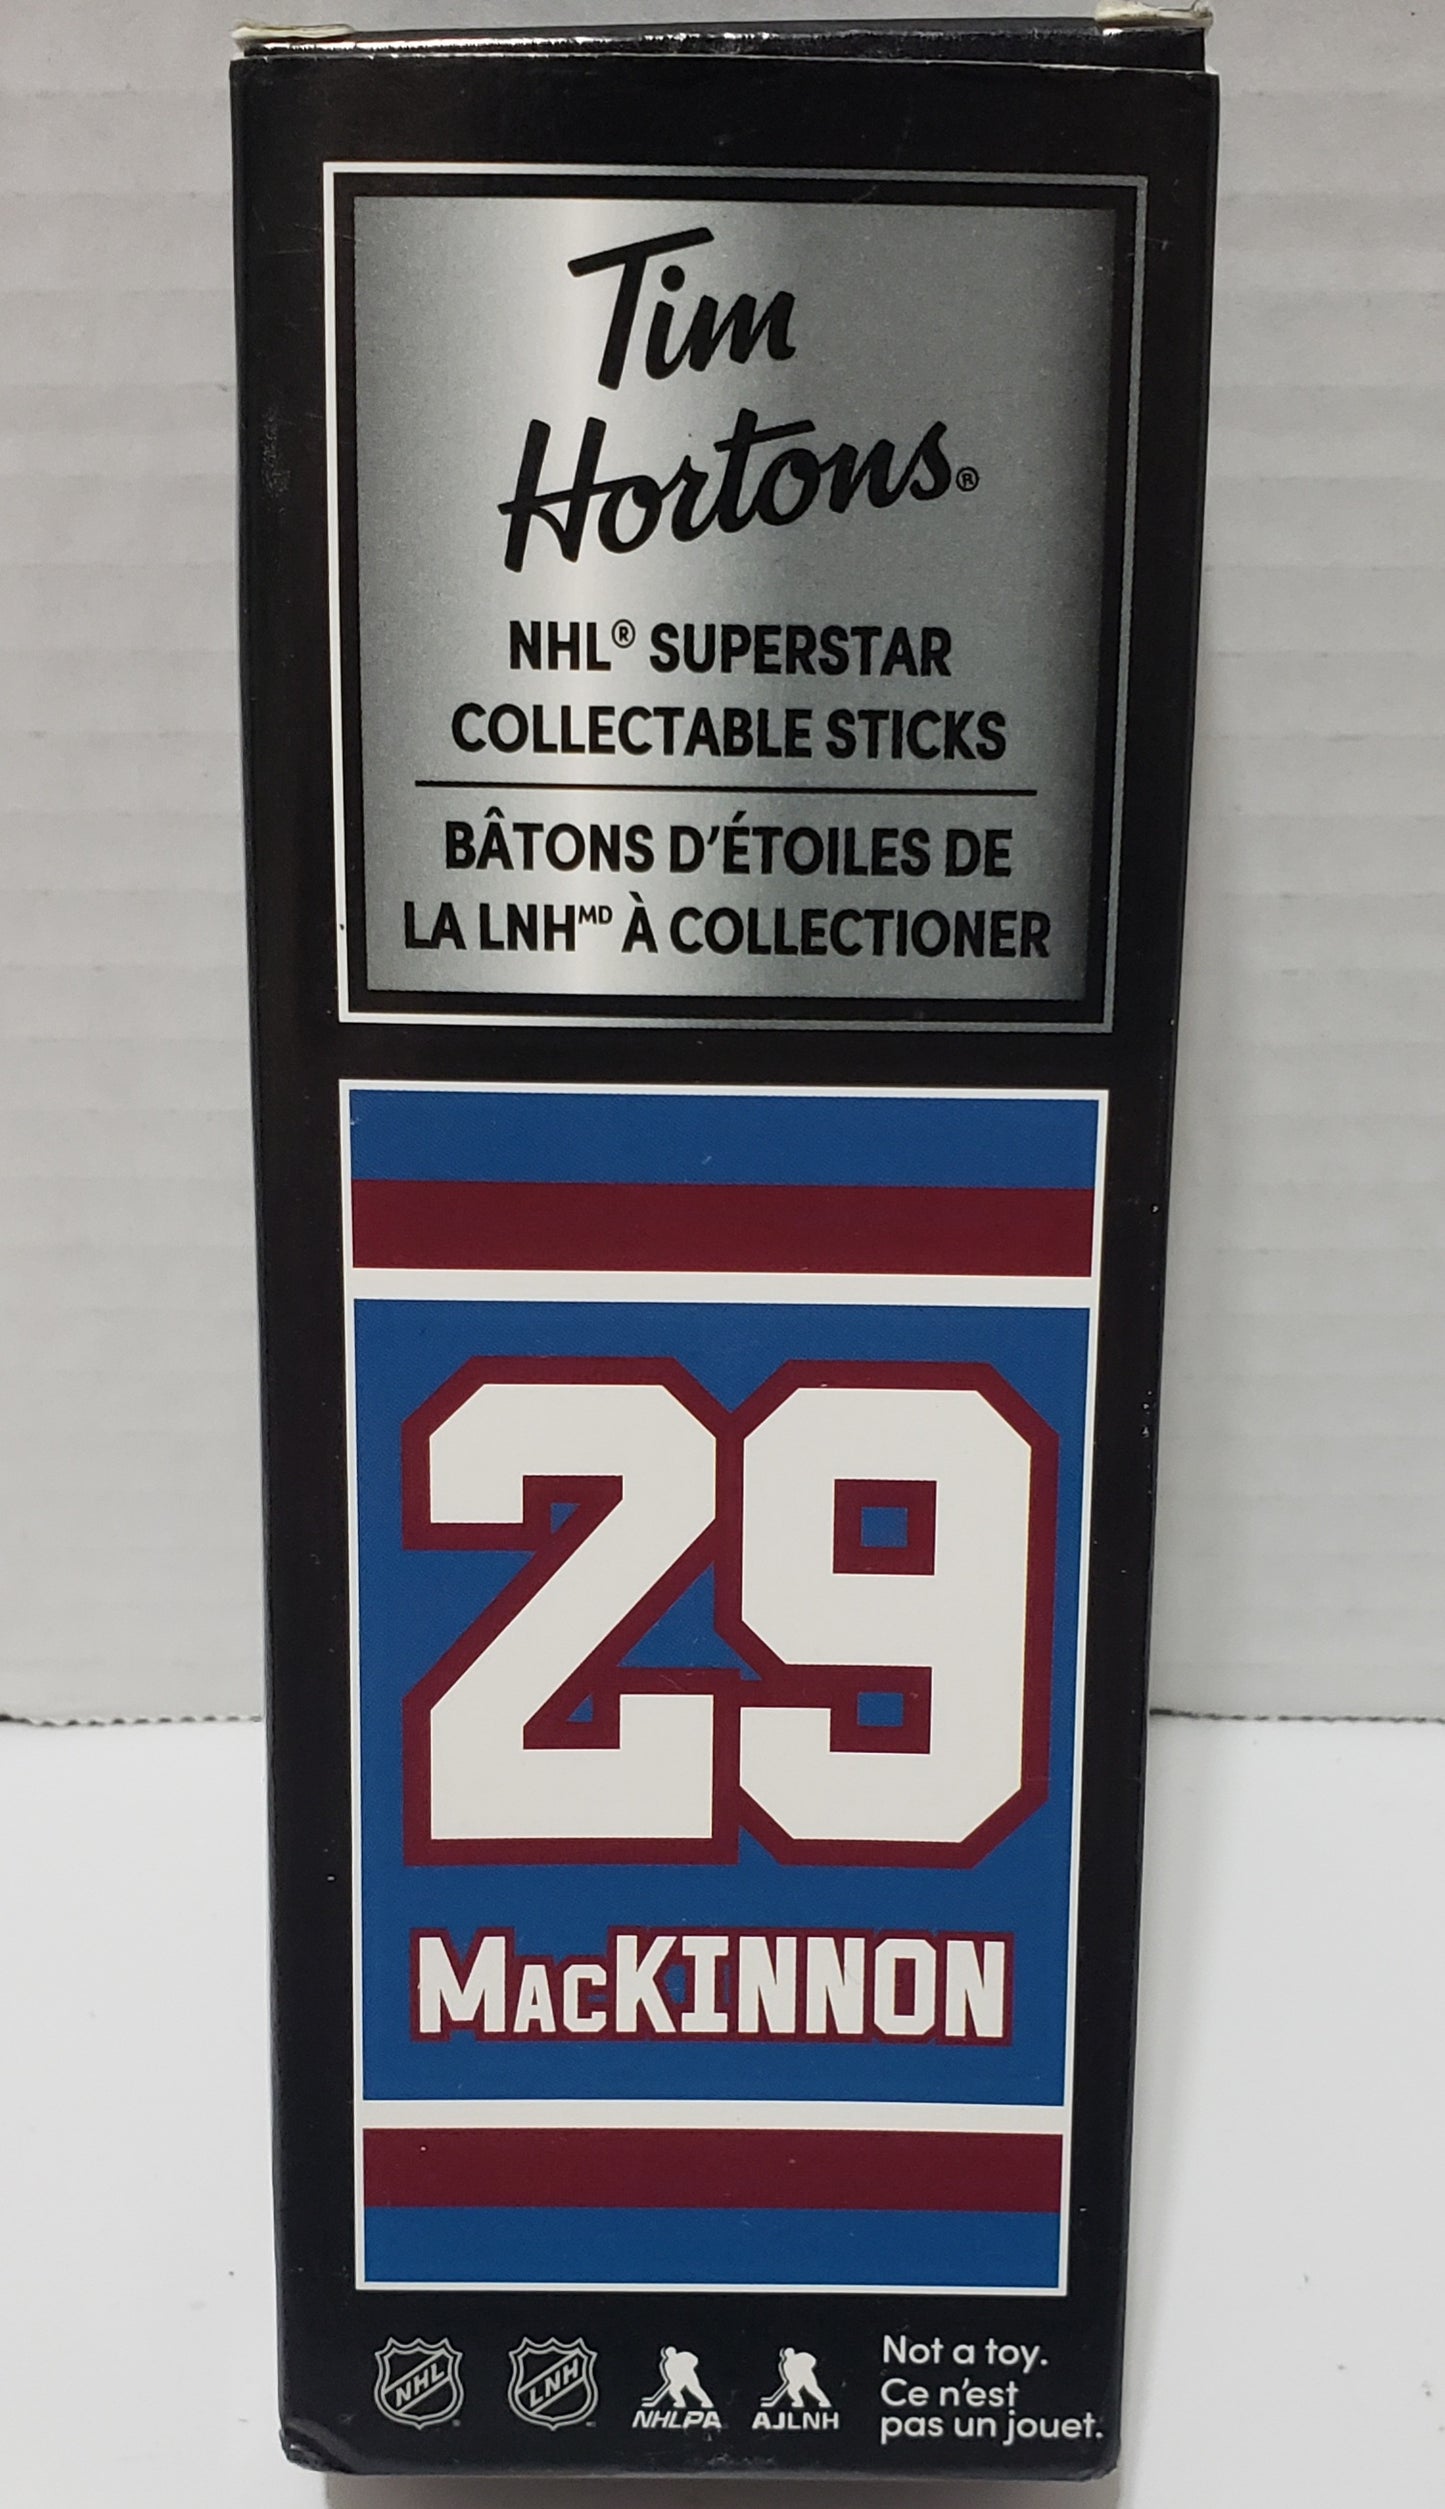 Tim
Hortons®
NHL® SUPERSTAR
COLLECTABLE STICKS
BÂTONS D'ÉTOILES DE
LA LNHᴹᴰ À COLLECTIONER
29
MacKINNON
NHL
LNH
NHLPA
AJLNH
Not a toy.
Ce n'est
pas un jouet.